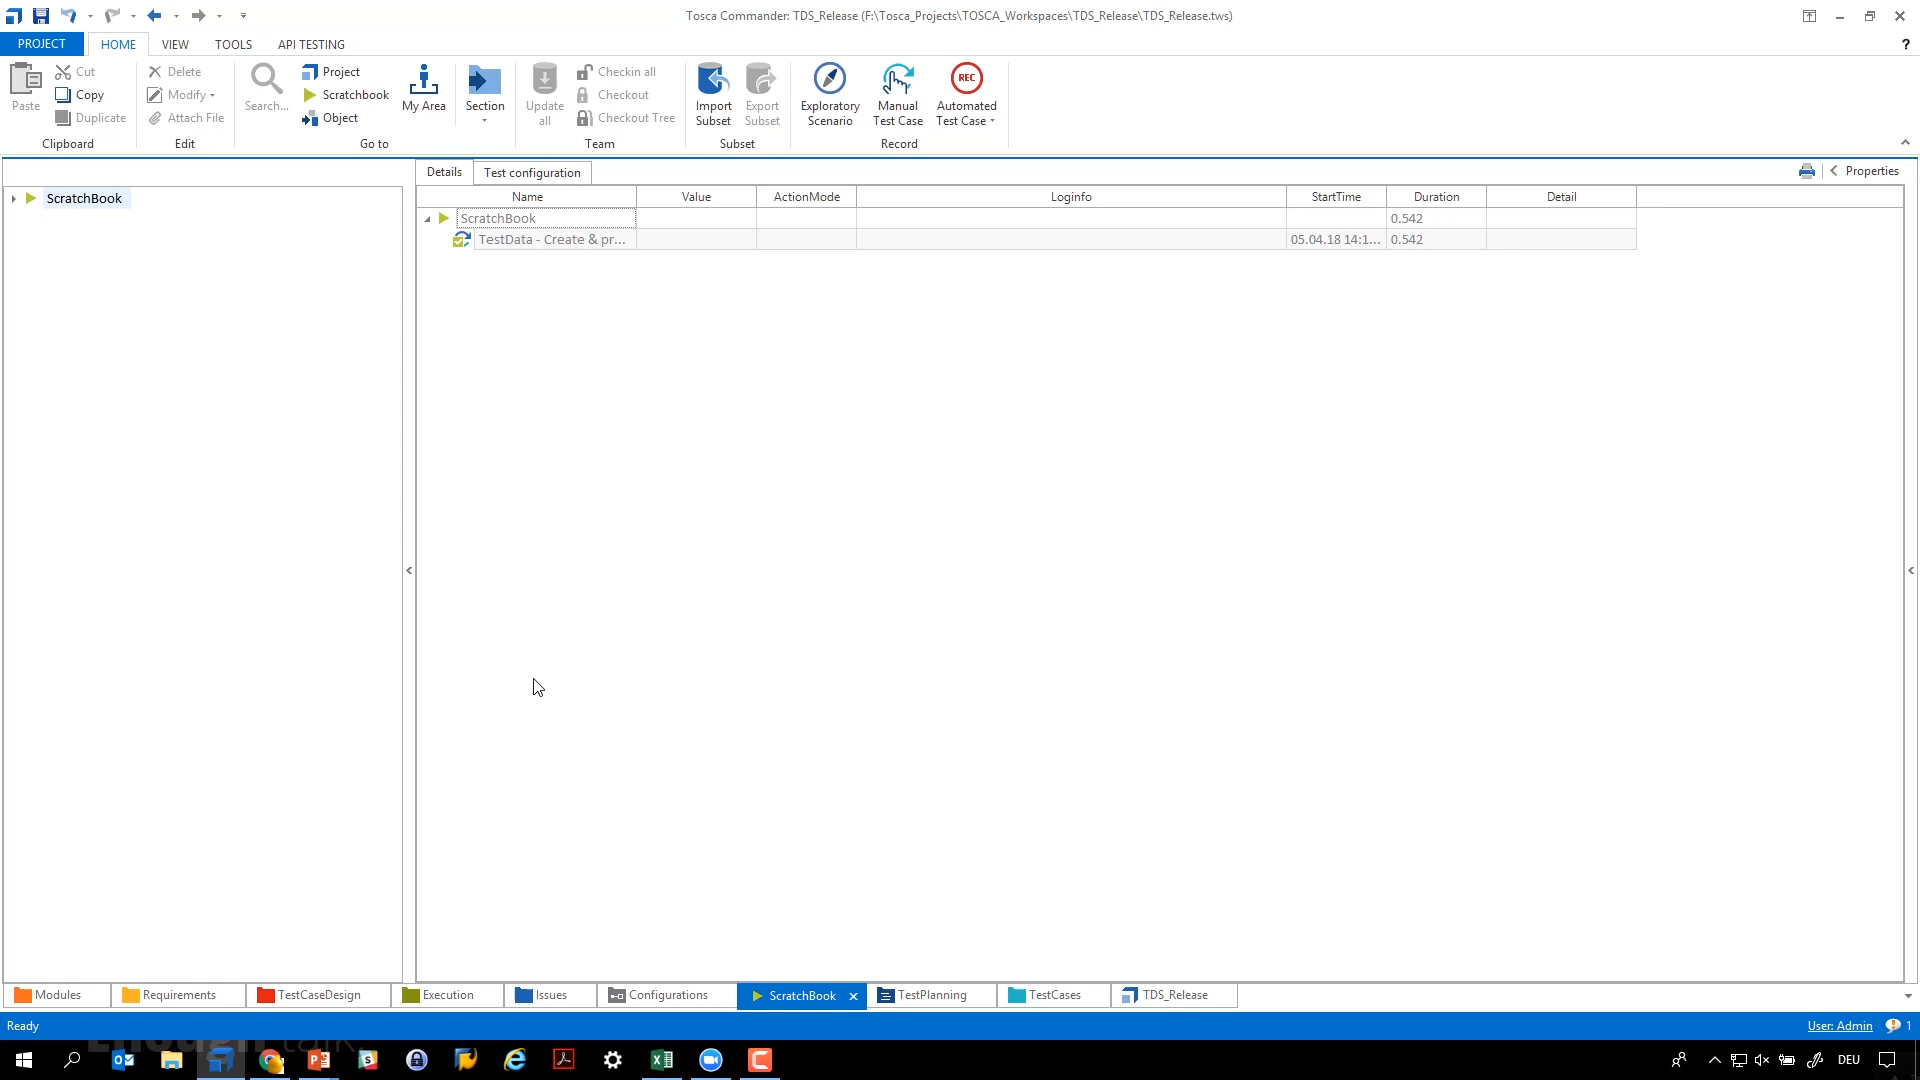 Tosca Commander: TDS_Release (F:\Tosca_Projects\TOSCA_Workspaces\TDS_Release\TDS_Release.tws)
PROJECT HOME VIEW TOOLS API TESTING ?
Paste
Cut
Copy
Duplicate
Clipboard
Delete
Modify
Attach File
Edit
Search...
Project
Scratchbook
Object
My Area
Section
Go to
Update all
Checkin all
Checkout
Checkout Tree
Team
Import Subset
Export Subset
Subset
Exploratory Scenario
Manual Test Case
REC
Automated Test Case
Record
ScratchBook
Details Test configuration Properties
Name Value ActionMode Loginfo StartTime Duration Detail
ScratchBook 0.542
TestData - Create & pr... 05.04.18 14:1... 0.542
Modules Requirements TestCaseDesign Execution Issues Configurations ScratchBook TestPlanning TestCases TDS_Release
Ready User: Admin 1
DEU